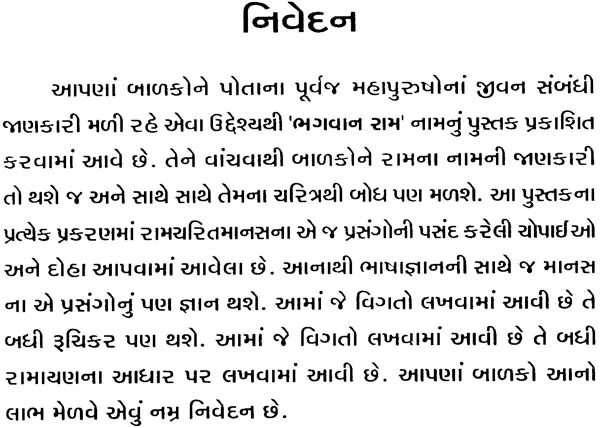 નિવેદન
આપણાં બાળકોને પોતાના પૂર્વજ મહાપુરુષોનાં જીવન સંબંધી
જાણકારી મળી રહે એવા ઉદ્દેશ્યથી 'ભગવાન રામ' નામનું પુસ્તક પ્રકાશિત
કરવામાં આવે છે. તેને વાંચવાથી બાળકોને રામના નામની જાણકારી
તો થશે જ અને સાથે સાથે તેમના ચરિત્રથી બોધ પણ મળશે. આ પુસ્તકના
પ્રત્યેક પ્રકરણમાં રામચરિતમાનસના એ જ પ્રસંગોની પસંદ કરેલી ચોપાઈઓ
અને દોહા આપવામાં આવેલા છે. આનાથી ભાષાજ્ઞાનની સાથે જ માનસ
ના એ પ્રસંગોનું પણ જ્ઞાન થશે. આમાં જે વિગતો લખવામાં આવી છે તે
બધી રુચિકર પણ થશે. આમાં જે વિગતો લખવામાં આવી છે તે બધી
રામાયણના આધાર પર લખવામાં આવી છે. આપણાં બાળકો આનો
લાભ મેળવે એવું નમ્ર નિવેદન છે.